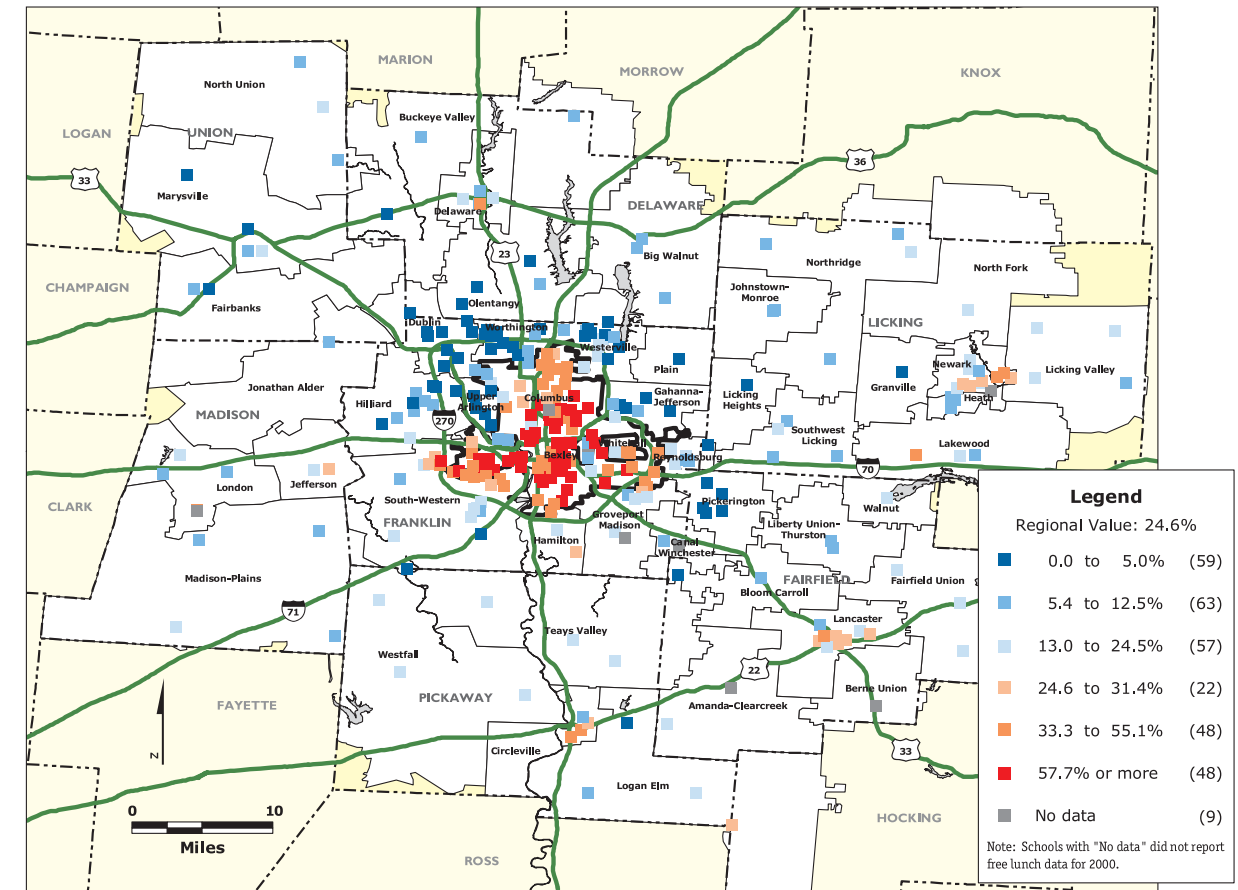 MARION
MORROW
KNOX
North Union
Buckeye Valley
LOGAN
UNION
36
33
Marysville
DELAWARE
Delaware
23
Big Walnut
Northridge
North Fork
CHAMPAIGN
Johnstown-
Monroe
Fairbanks
Olentangy
Dublin
Worthington
LICKING
Westerville
Plain
Newark
Licking Valley
Jonathan Alder
Granville
Heath
Hilliard
Upper
Arlington
Columbus
Gahanna-
Jefferson
Licking
Heights
MADISON
270
Southwest
Licking
Whitehall
Lakewood
Bexley
Reynoldsburg
70
London
Jefferson
South-Western
Pickerington
Walnut
CLARK
FRANKLIN
Groveport
Madison
Liberty Union-
Thurston
Hamilton
Canal
Winchester
Madison-Plains
FAIRFIELD
Fairfield Union
Bloom Carroll
71
Lancaster
Teays Valley
Westfall
22
PICKAWAY
Berne Union
FAYETTE
Amanda-Clearcreek
N
Circleville
33
Logan Elm
0 10
Miles
HOCKING
ROSS
Legend
Regional Value: 24.6%
0.0 to 5.0% (59)
5.4 to 12.5% (63)
13.0 to 24.5% (57)
24.6 to 31.4% (22)
33.3 to 55.1% (48)
57.7% or more (48)
No data (9)
Note: Schools with "No data" did not report
free lunch data for 2000.